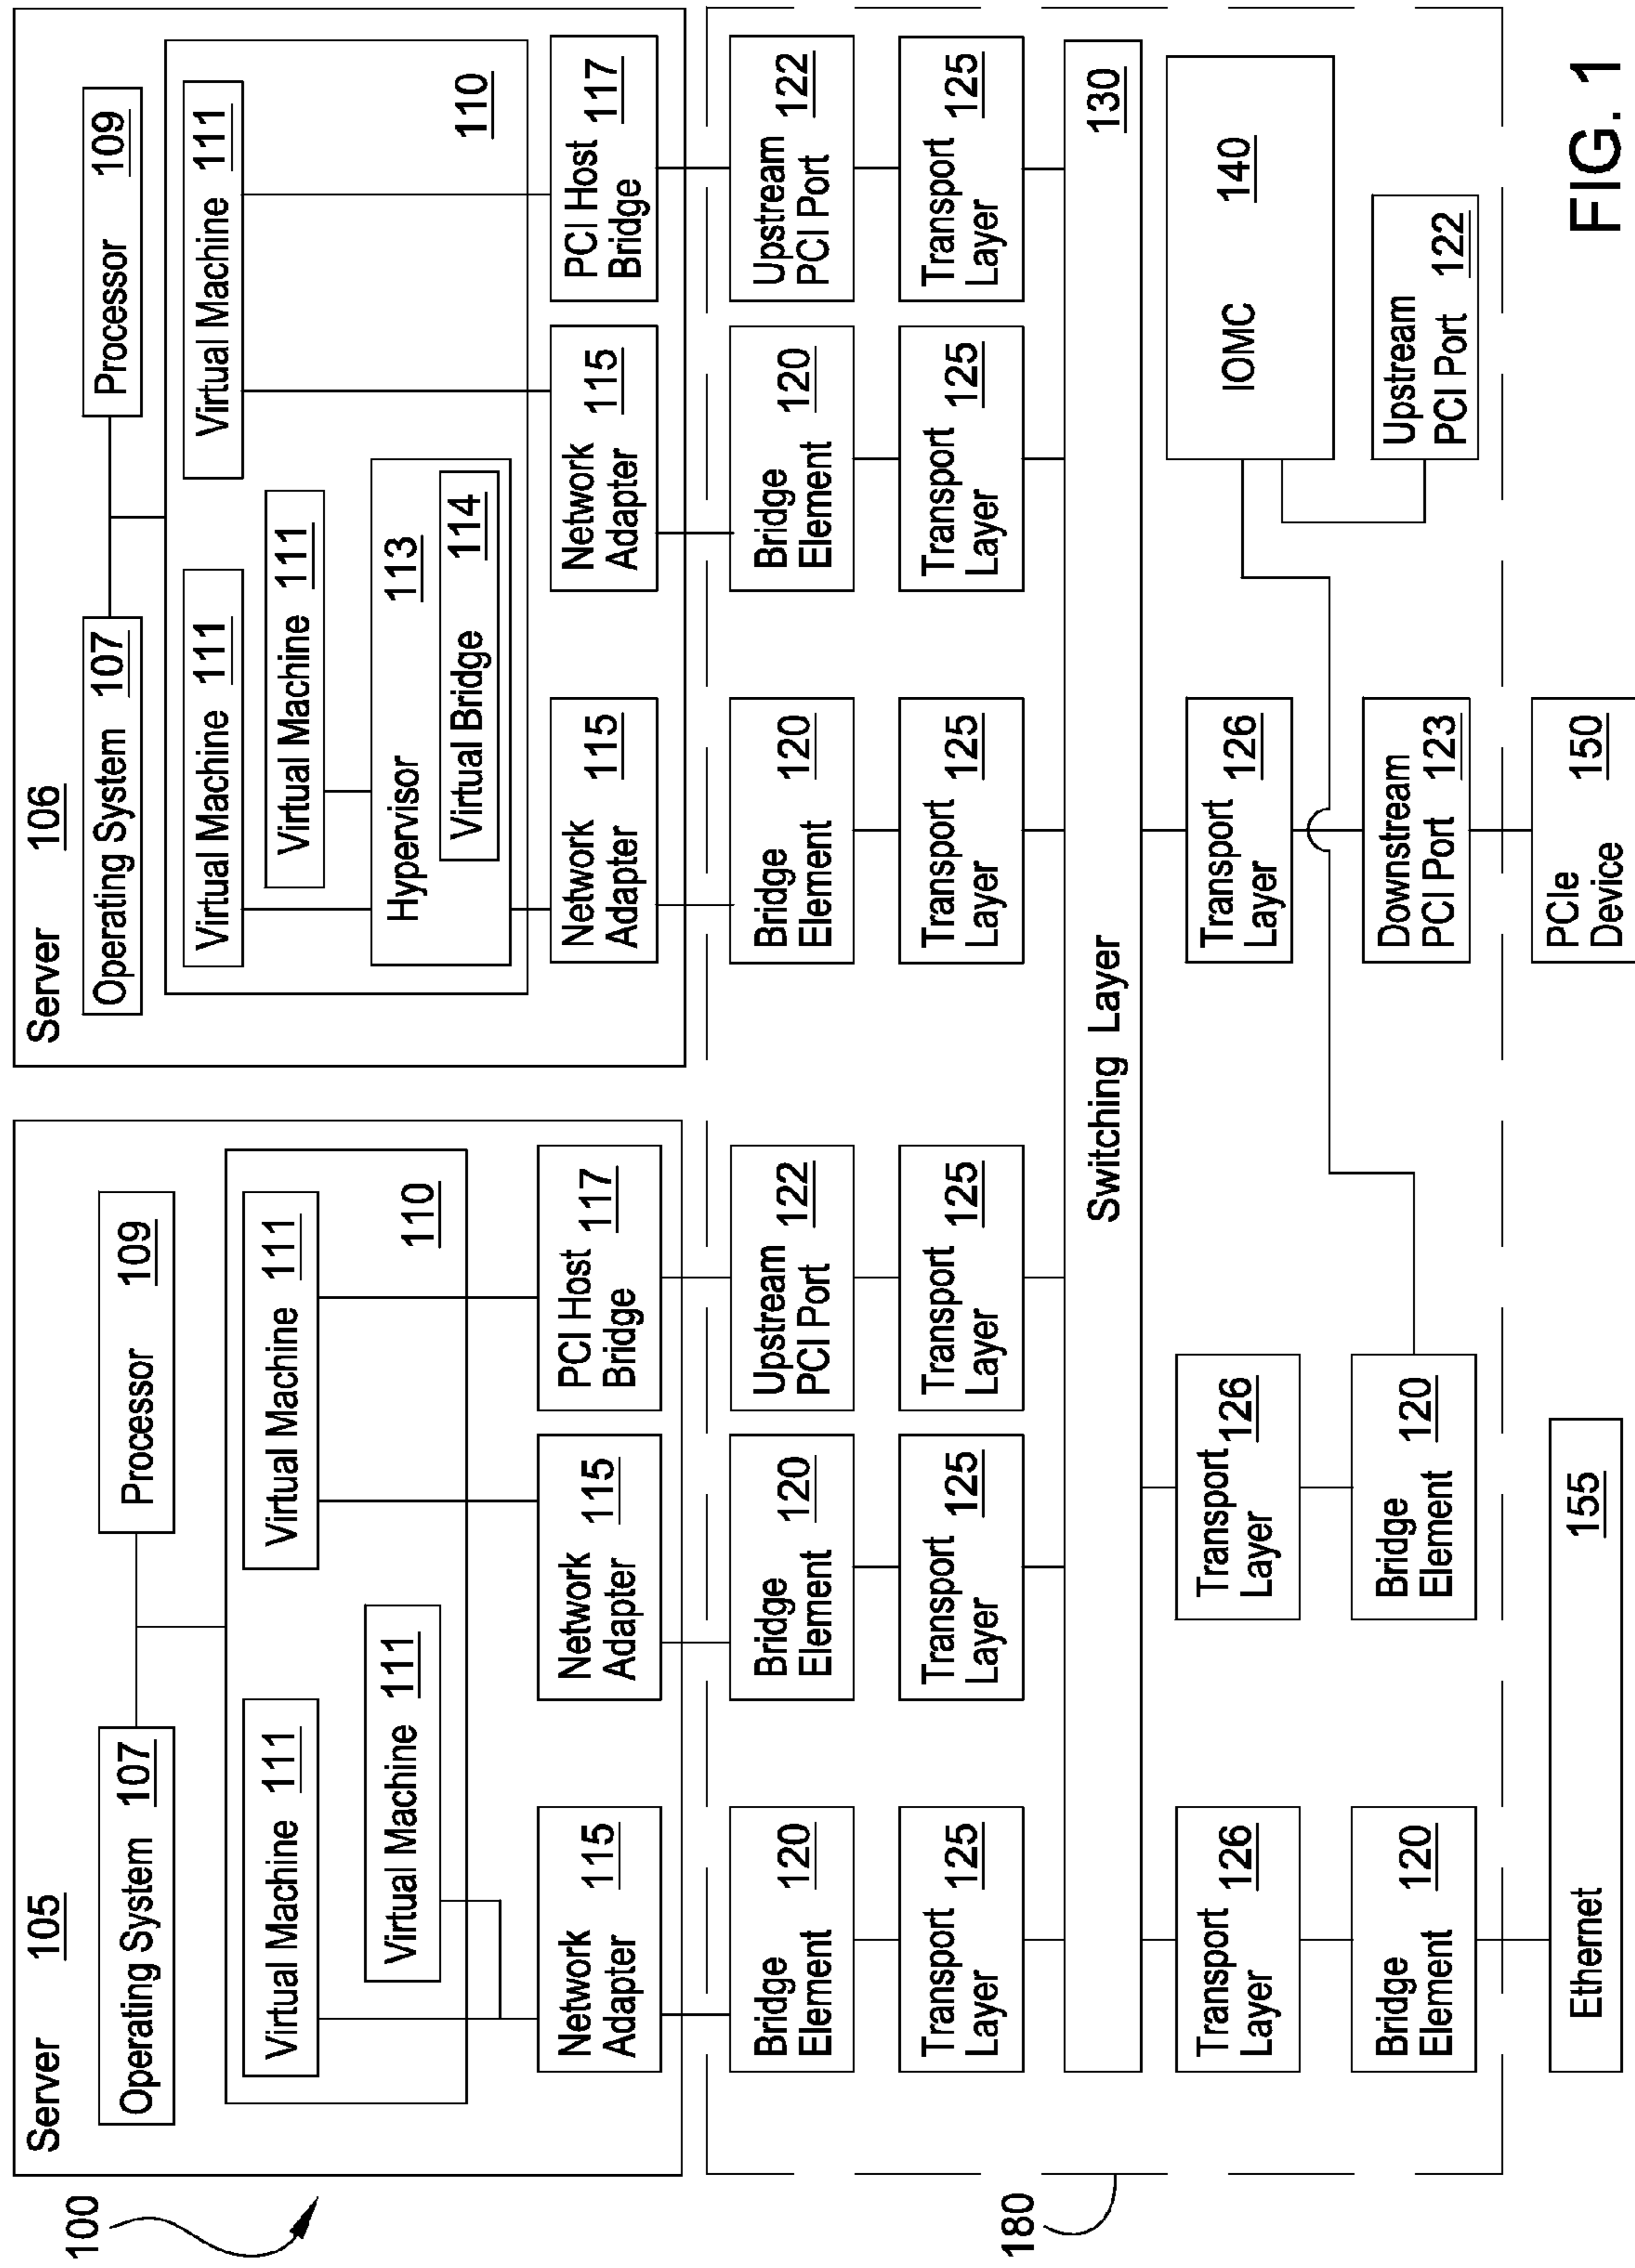 100
Server 105
Operating System 107
Processor 109
Virtual Machine 111
Virtual Machine 111
Virtual Machine 111
110
Network
Adapter 115
Network
Adapter 115
PCI Host
Bridge 117
Server 106
Operating System 107
Processor 109
Virtual Machine 111
Virtual Machine 111
Virtual Machine 111
Hypervisor 113
Virtual Bridge 114
110
Network
Adapter 115
Network
Adapter 115
PCI Host
Bridge 117
180
Bridge
Element 120
Bridge
Element 120
Upstream
PCI Port 122
Bridge
Element 120
Bridge
Element 120
Upstream
PCI Port 122
Transport
Layer 125
Transport
Layer 125
Transport
Layer 125
Transport
Layer 125
Transport
Layer 125
Transport
Layer 125
Switching Layer 130
Transport
Layer 126
Transport
Layer 126
Transport
Layer 126
IOMC 140
Bridge
Element 120
Bridge
Element 120
Downstream
PCI Port 123
Upstream
PCI Port 122
Ethernet 155
PCIe
Device 150
FIG. 1